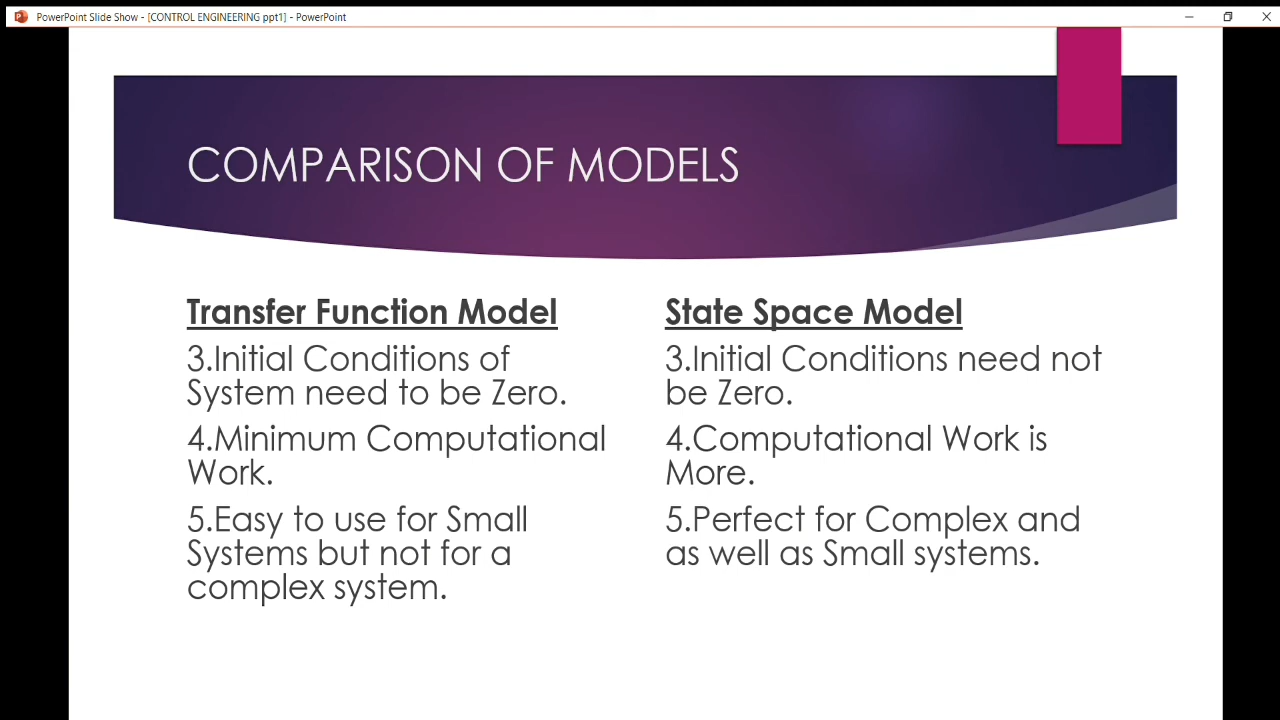 PowerPoint Slide Show - [CONTROL ENGINEERING ppt1] - PowerPoint
COMPARISON OF MODELS
Transfer Function Model
3.Initial Conditions of
System need to be Zero.
4.Minimum Computational
Work.
5.Easy to use for Small
Systems but not for a
complex system.
State Space Model
3.Initial Conditions need not
be Zero.
4.Computational Work is
More.
5.Perfect for Complex and
as well as Small systems.